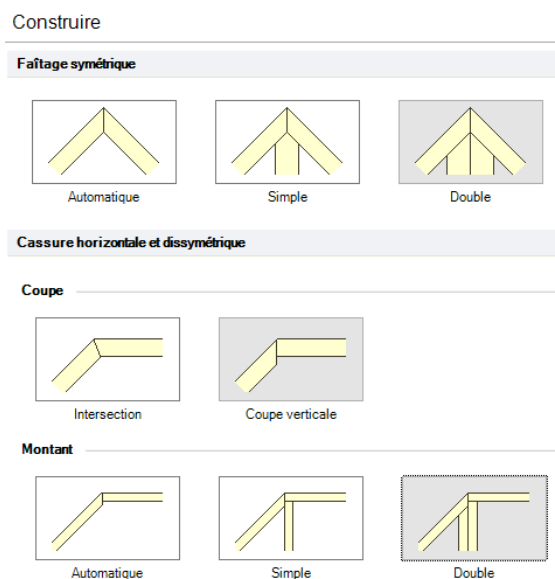 Construire
Faîtage symétrique
Automatique Simple Double
Cassure horizontale et dissymétrique
Coupe
Intersection Coupe verticale
Montant
Automatique Simple Double